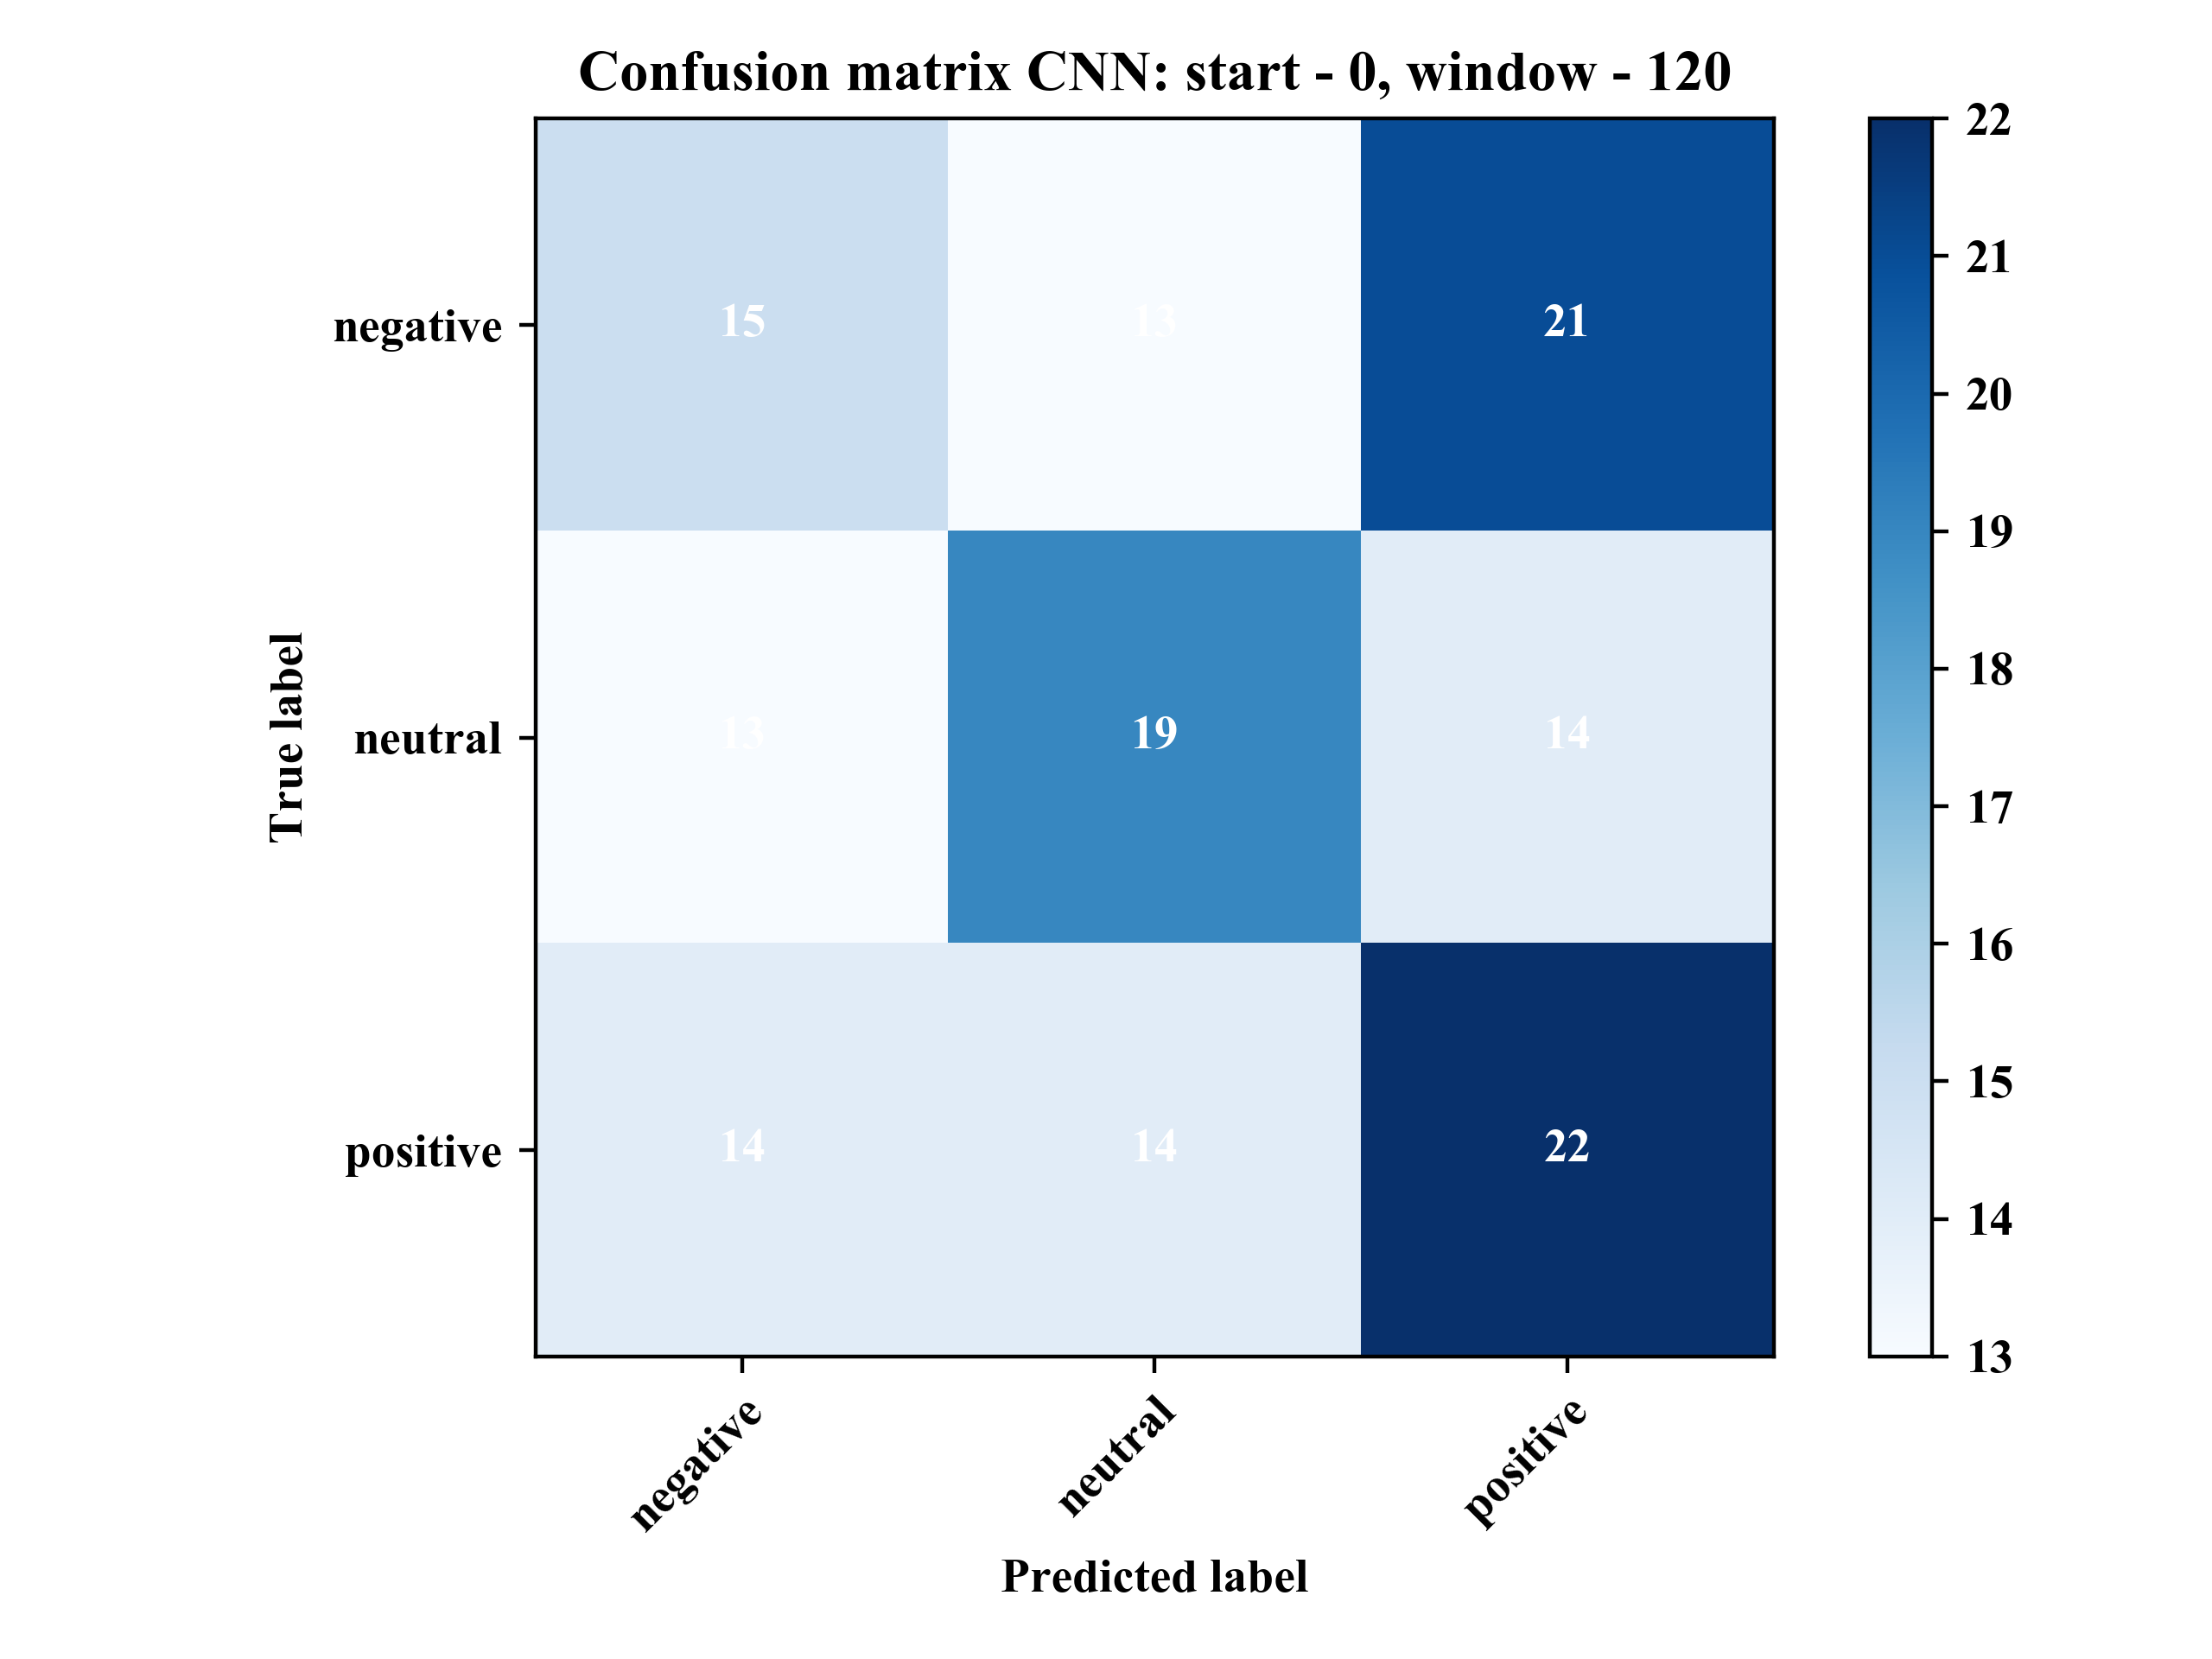 Confusion matrix CNN: start - 0, window - 120
True label
negative
15
13
21
neutral
13
19
14
positive
14
14
22
negative
neutral
positive
Predicted label
22
21
20
19
18
17
16
15
14
13